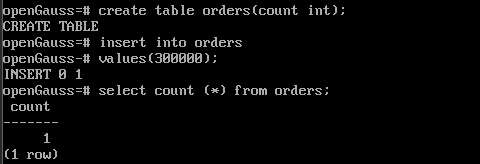 openGauss=# create table orders(count int);
CREATE TABLE
openGauss=# insert into orders
openGauss-# values(300000);
INSERT 0 1
openGauss=# select count (*) from orders;
 count
-------
     1
(1 row)